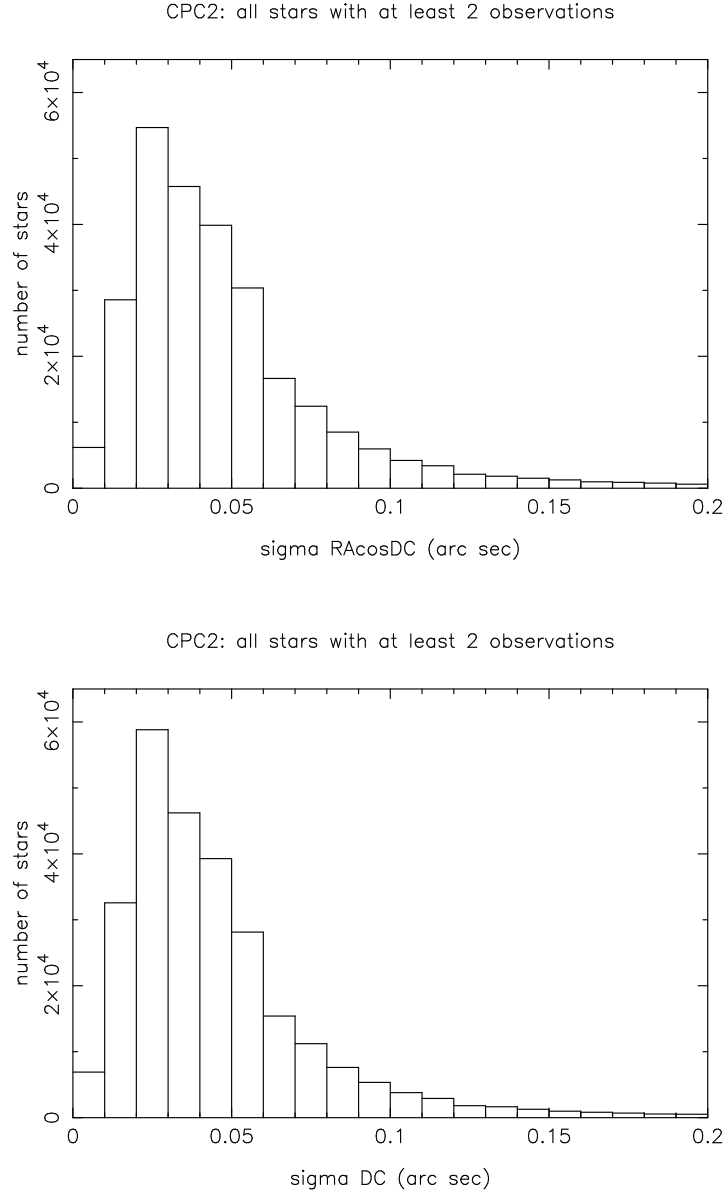 CPC2: all stars with at least 2 observations
number of stars
6×10⁴
4×10⁴
2×10⁴
0
0 0.05 0.1 0.15 0.2
sigma RAcosDC (arc sec)
CPC2: all stars with at least 2 observations
number of stars
6×10⁴
4×10⁴
2×10⁴
0
0 0.05 0.1 0.15 0.2
sigma DC (arc sec)